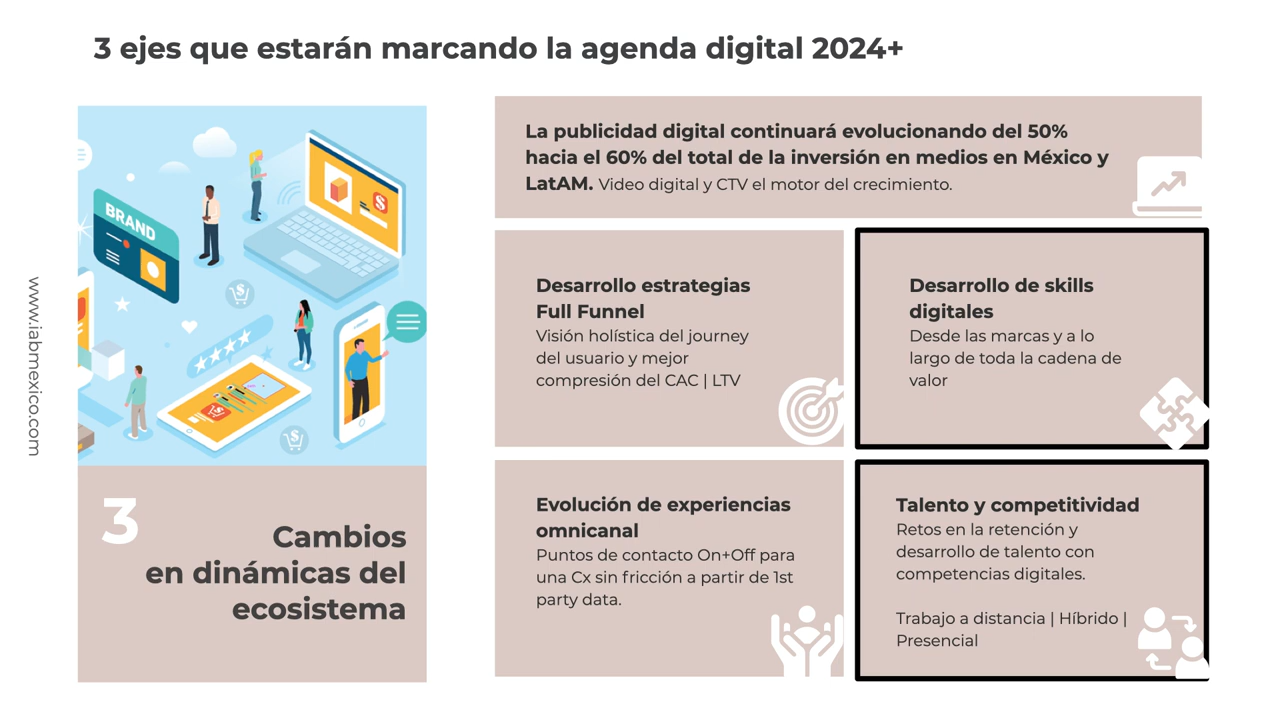 3 ejes que estarán marcando la agenda digital 2024+
www.iabmexico.com
BRAND
3
Cambios
en dinámicas del
ecosistema
La publicidad digital continuará evolucionando del 50%
hacia el 60% del total de la inversión en medios en México y
LatAM. Video digital y CTV el motor del crecimiento.
Desarrollo estrategias
Full Funnel
Visión holística del journey
del usuario y mejor
compresión del CAC | LTV
Desarrollo de skills
digitales
Desde las marcas y a lo
largo de toda la cadena de
valor
Evolución de experiencias
omnicanal
Puntos de contacto On+Off para
una Cx sin fricción a partir de 1st
party data.
Talento y competitividad
Retos en la retención y
desarrollo de talento con
competencias digitales.
Trabajo a distancia | Híbrido |
Presencial